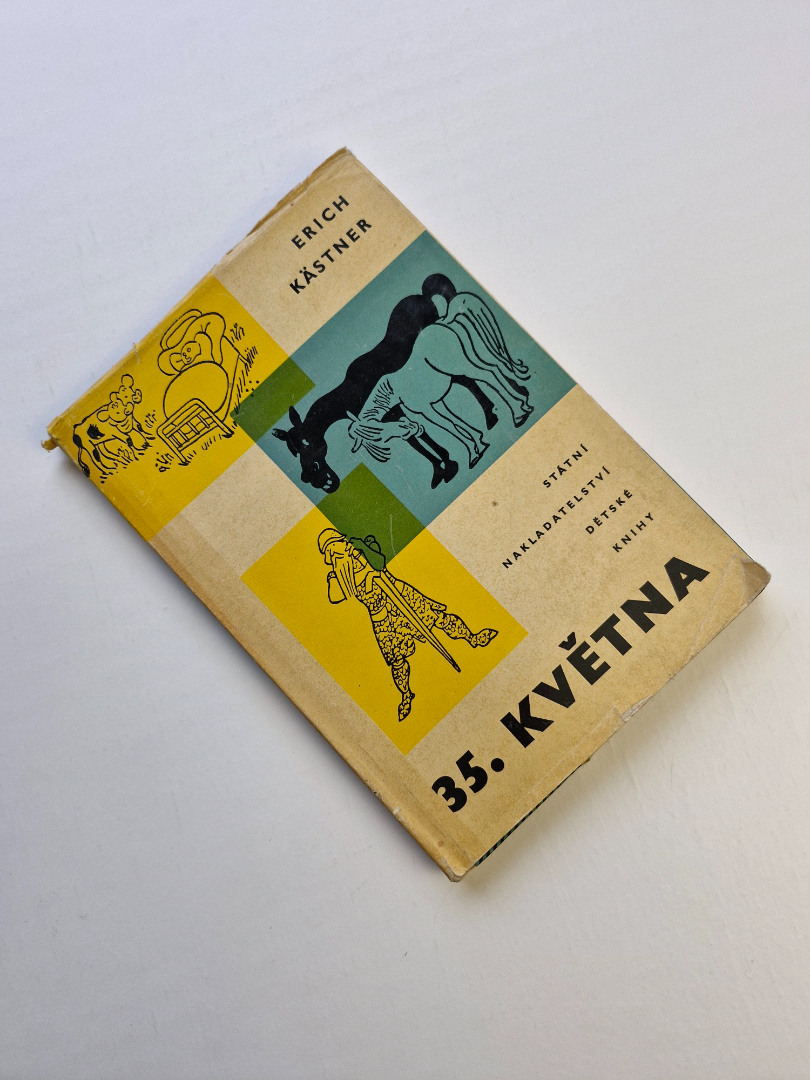 ERICH
KÄSTNER
STÁTNÍ
NAKLADATELSTVÍ
DĚTSKÉ
KNIHY
35. KVĚTNA